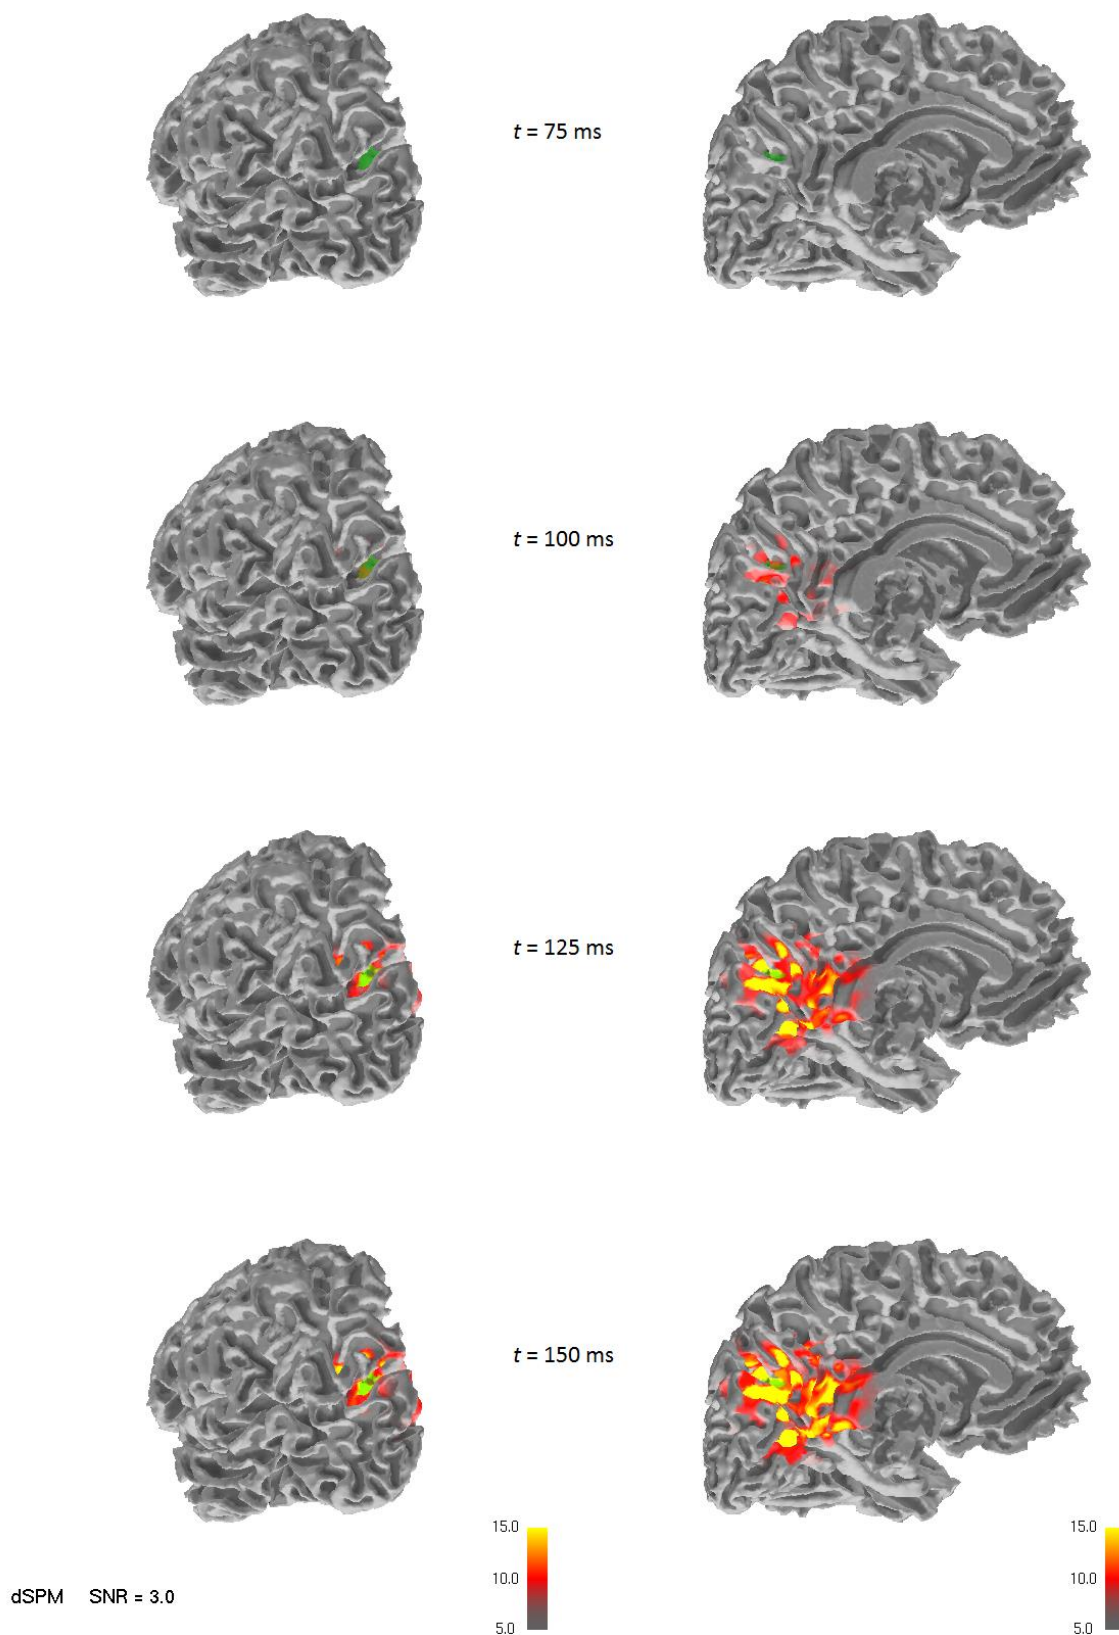 t = 75 ms
t = 100 ms
t = 125 ms
t = 150 ms
15.0
10.0
5.0
15.0
10.0
5.0
dSPM SNR = 3.0